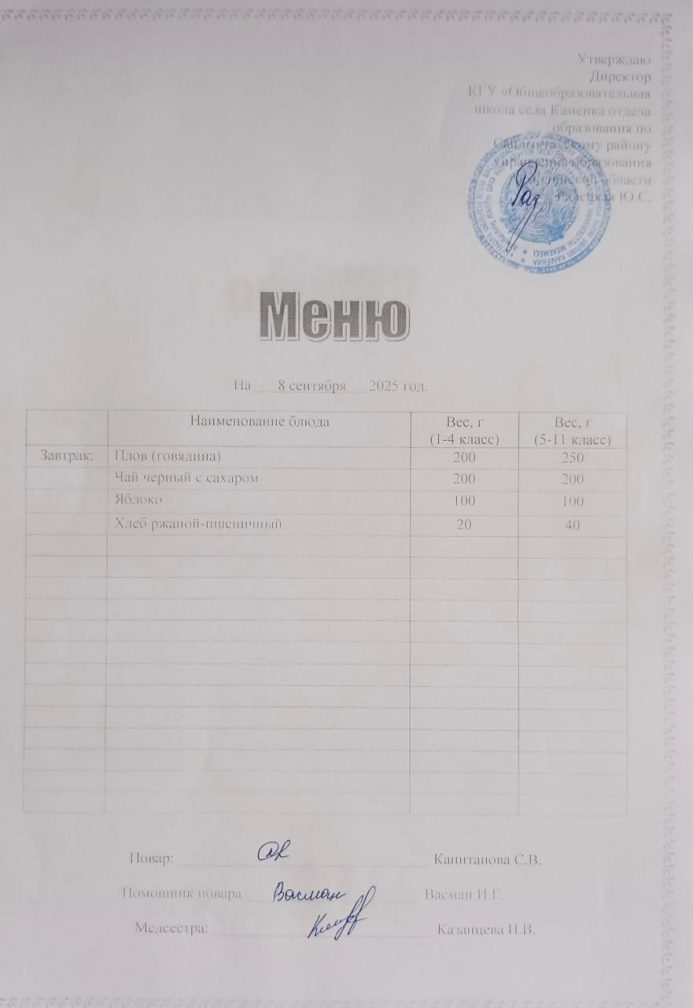 Утверждаю
Директор
КГУ «Общеобразовательная
школа села Каменка отдела
образования по
району
образования
области
Ю.С.
Меню
На 8 сентября 2025 год.
Наименование блюда Вес, г (1-4 класс) Вес, г (5-11 класс)
Завтрак: Плов (говядина) 200 250
Чай черный с сахаром 200 200
Яблоко 100 100
Хлеб ржаной-пшеничный 20 40
Повар: Капитанова С.В.
Помощник повара Васман Васман И.Г.
Медсестра: Казанцева И.В.